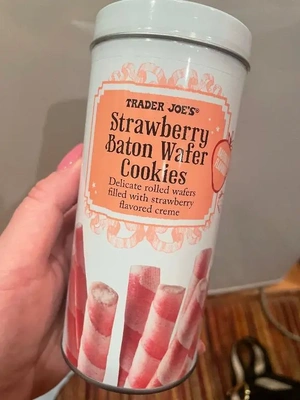 TRADER JOE'S®
Strawberry
Baton Wafer
Cookies
Delicate rolled wafers
filled with strawberry
flavored creme